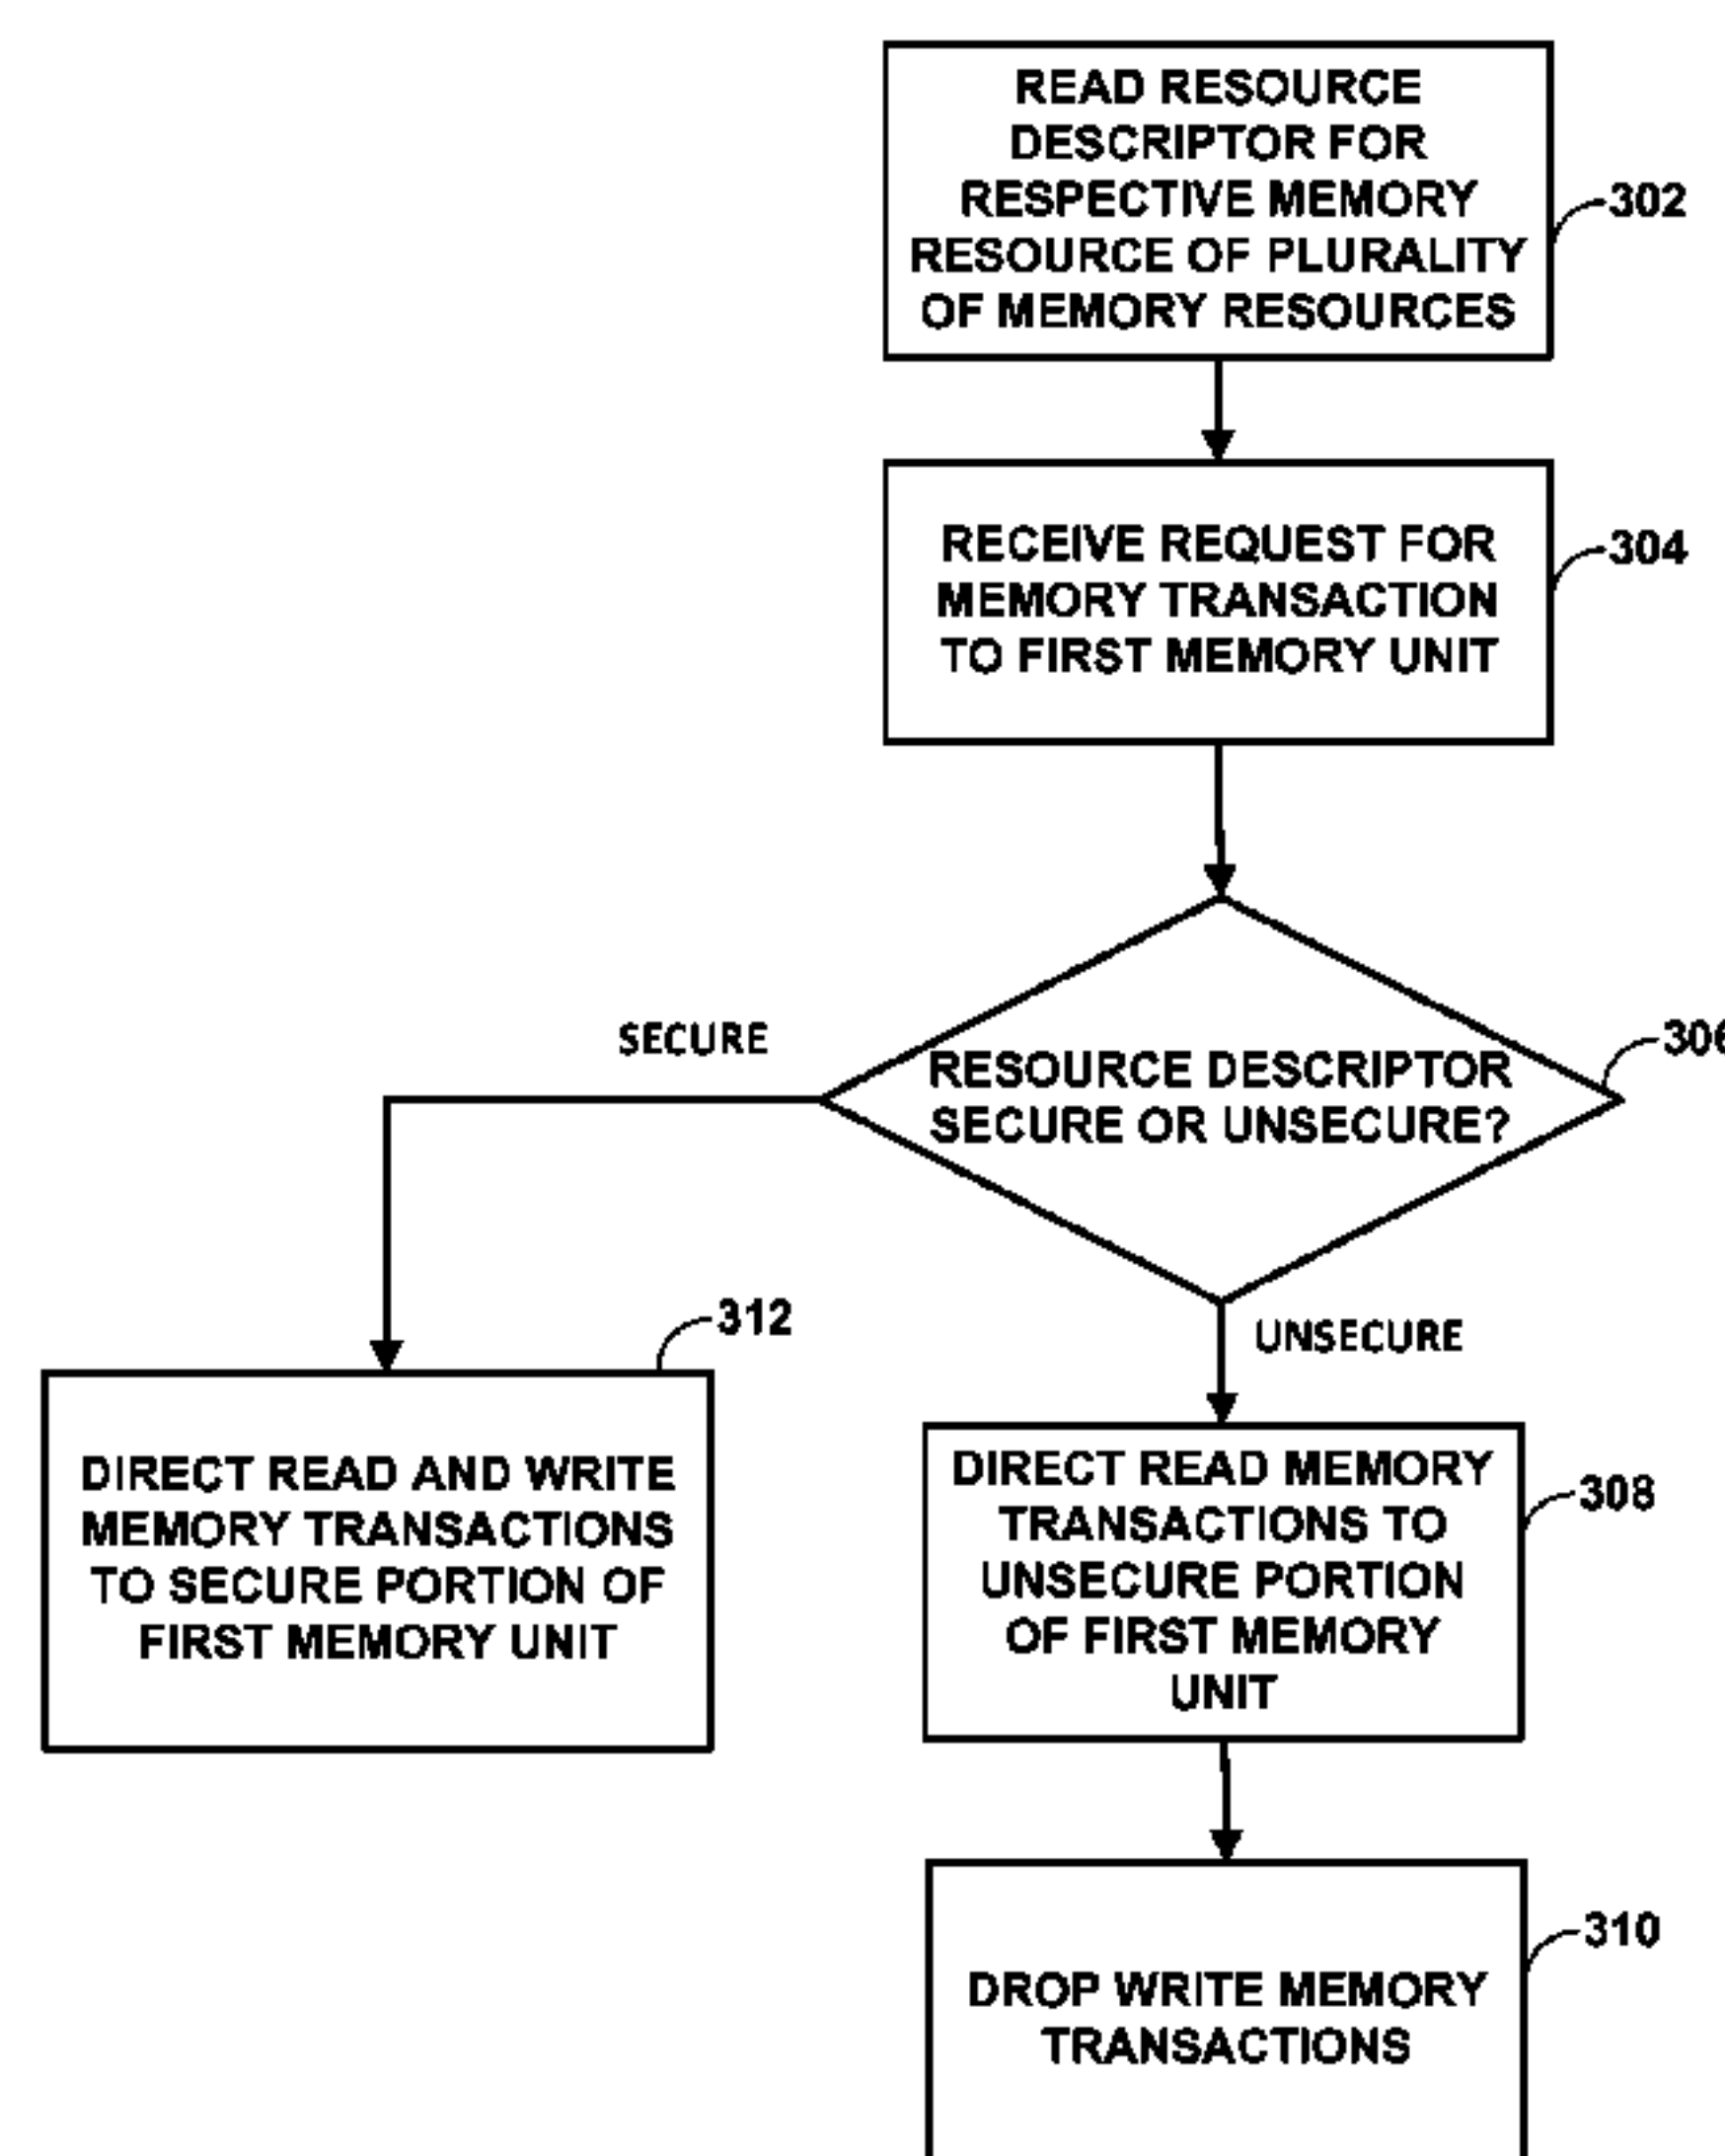 READ RESOURCE
DESCRIPTOR FOR
RESPECTIVE MEMORY
RESOURCE OF PLURALITY
OF MEMORY RESOURCES
302
RECEIVE REQUEST FOR
MEMORY TRANSACTION
TO FIRST MEMORY UNIT
304
SECURE
RESOURCE DESCRIPTOR
SECURE OR UNSECURE?
306
UNSECURE
312
DIRECT READ AND WRITE
MEMORY TRANSACTIONS
TO SECURE PORTION OF
FIRST MEMORY UNIT
DIRECT READ MEMORY
TRANSACTIONS TO
UNSECURE PORTION
OF FIRST MEMORY
UNIT
308
DROP WRITE MEMORY
TRANSACTIONS
310